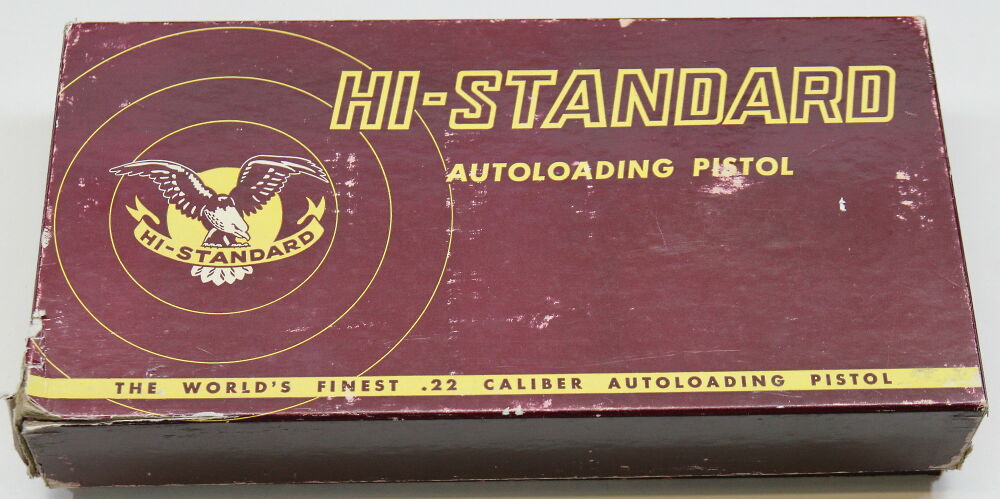 HI-STANDARD
AUTOLOADING PISTOL
HI-STANDARD
THE WORLD'S FINEST .22 CALIBER AUTOLOADING PISTOL